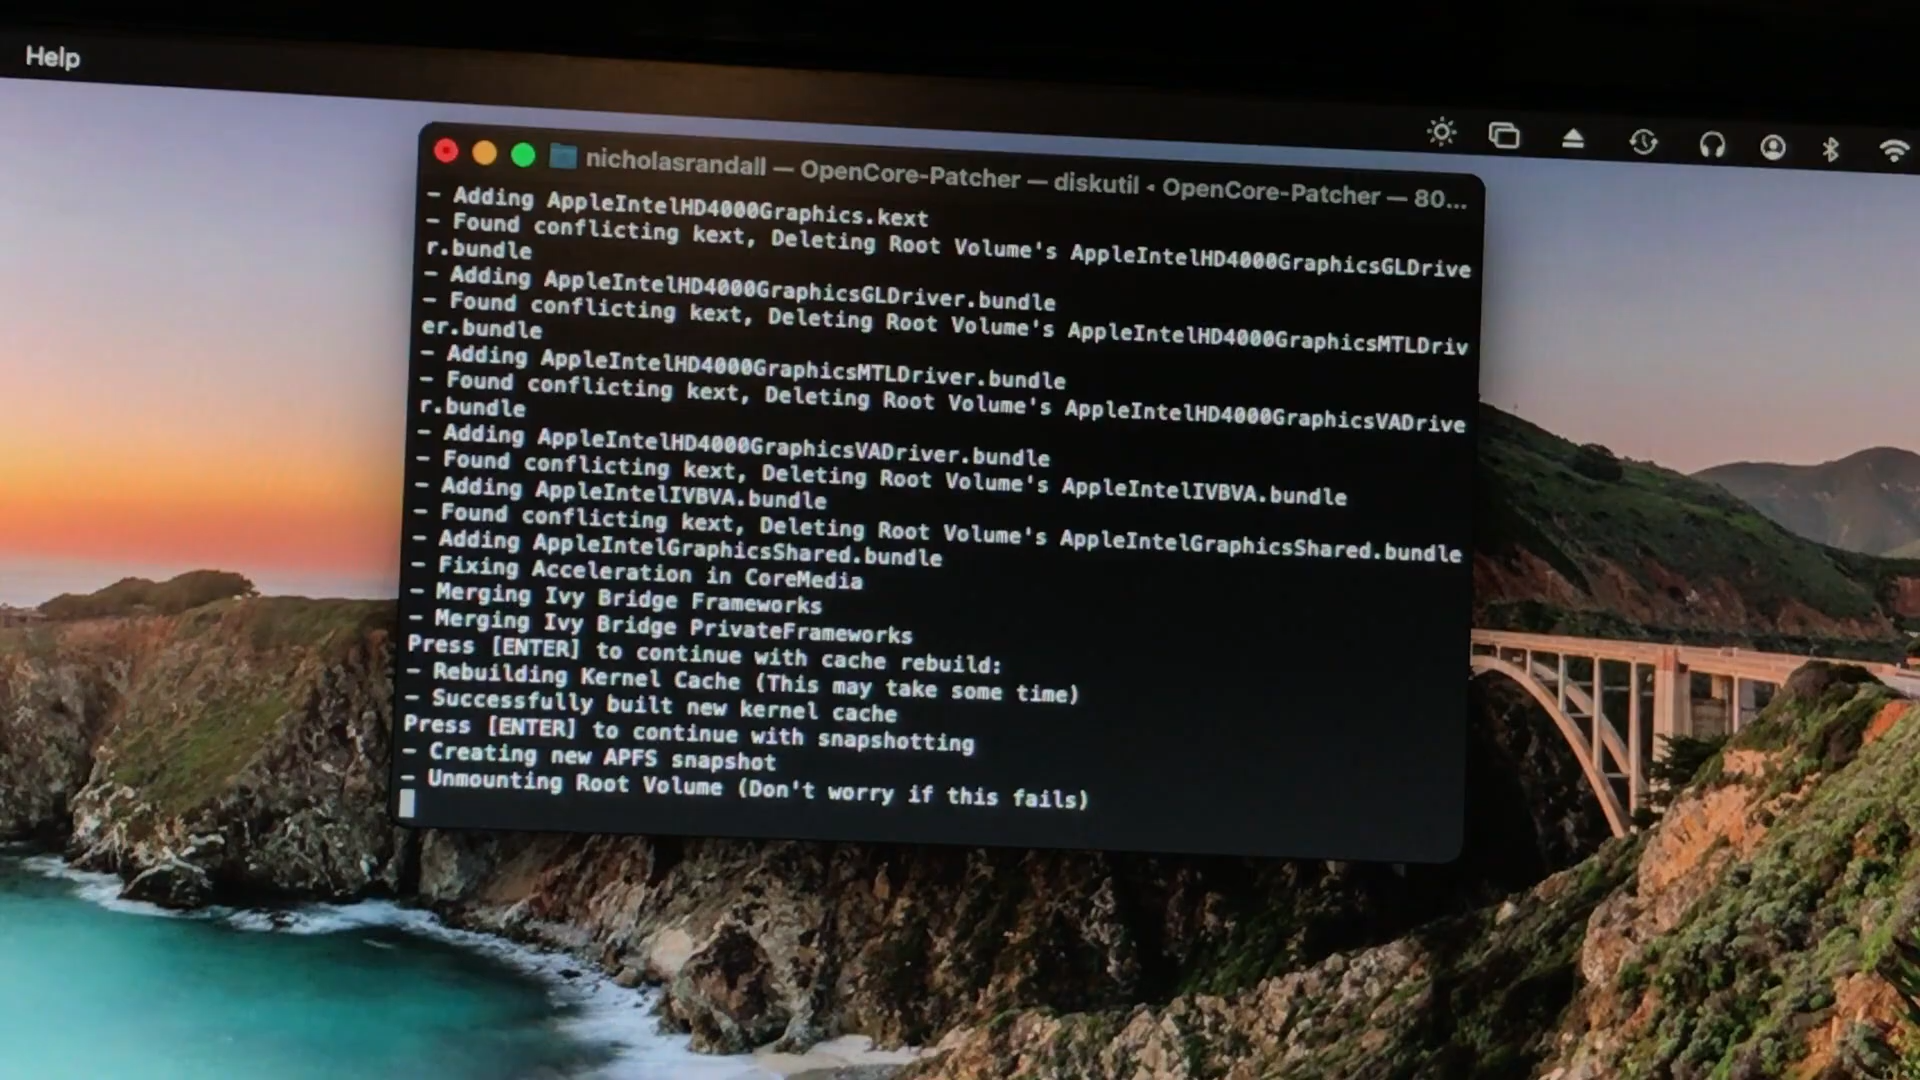 Help
nicholasrandall — OpenCore-Patcher — diskutil ◂ OpenCore-Patcher — 80...
- Adding AppleIntelHD4000Graphics.kext
- Found conflicting kext, Deleting Root Volume's AppleIntelHD4000GraphicsGLDrive
r.bundle
- Adding AppleIntelHD4000GraphicsGLDriver.bundle
- Found conflicting kext, Deleting Root Volume's AppleIntelHD4000GraphicsMTLDriv
er.bundle
- Adding AppleIntelHD4000GraphicsMTLDriver.bundle
- Found conflicting kext, Deleting Root Volume's AppleIntelHD4000GraphicsVADrive
r.bundle
- Adding AppleIntelHD4000GraphicsVADriver.bundle
- Found conflicting kext, Deleting Root Volume's AppleIntelIVBVA.bundle
- Adding AppleIntelIVBVA.bundle
- Found conflicting kext, Deleting Root Volume's AppleIntelGraphicsShared.bundle
- Adding AppleIntelGraphicsShared.bundle
- Fixing Acceleration in CoreMedia
- Merging Ivy Bridge Frameworks
- Merging Ivy Bridge PrivateFrameworks
Press [ENTER] to continue with cache rebuild:
- Rebuilding Kernel Cache (This may take some time)
- Successfully built new kernel cache
Press [ENTER] to continue with snapshotting
- Creating new APFS snapshot
- Unmounting Root Volume (Don't worry if this fails)